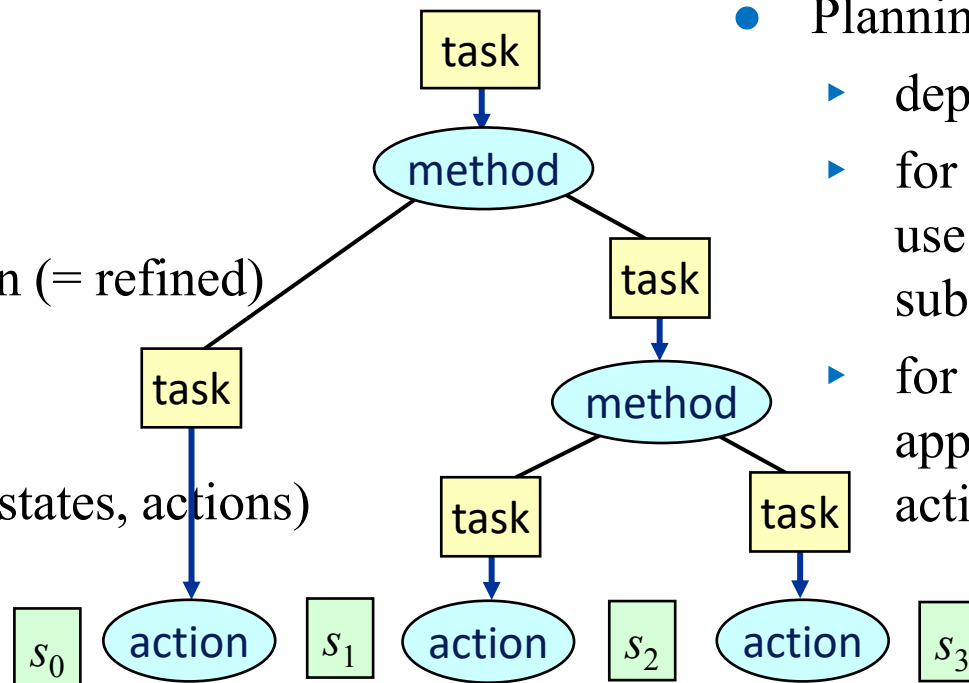 task
method
n (= refined)
task
task
method
states, actions)
task
task
s0 action s1 action s2 action s3
Plannin
dep
for
use
sub
for
app
acti